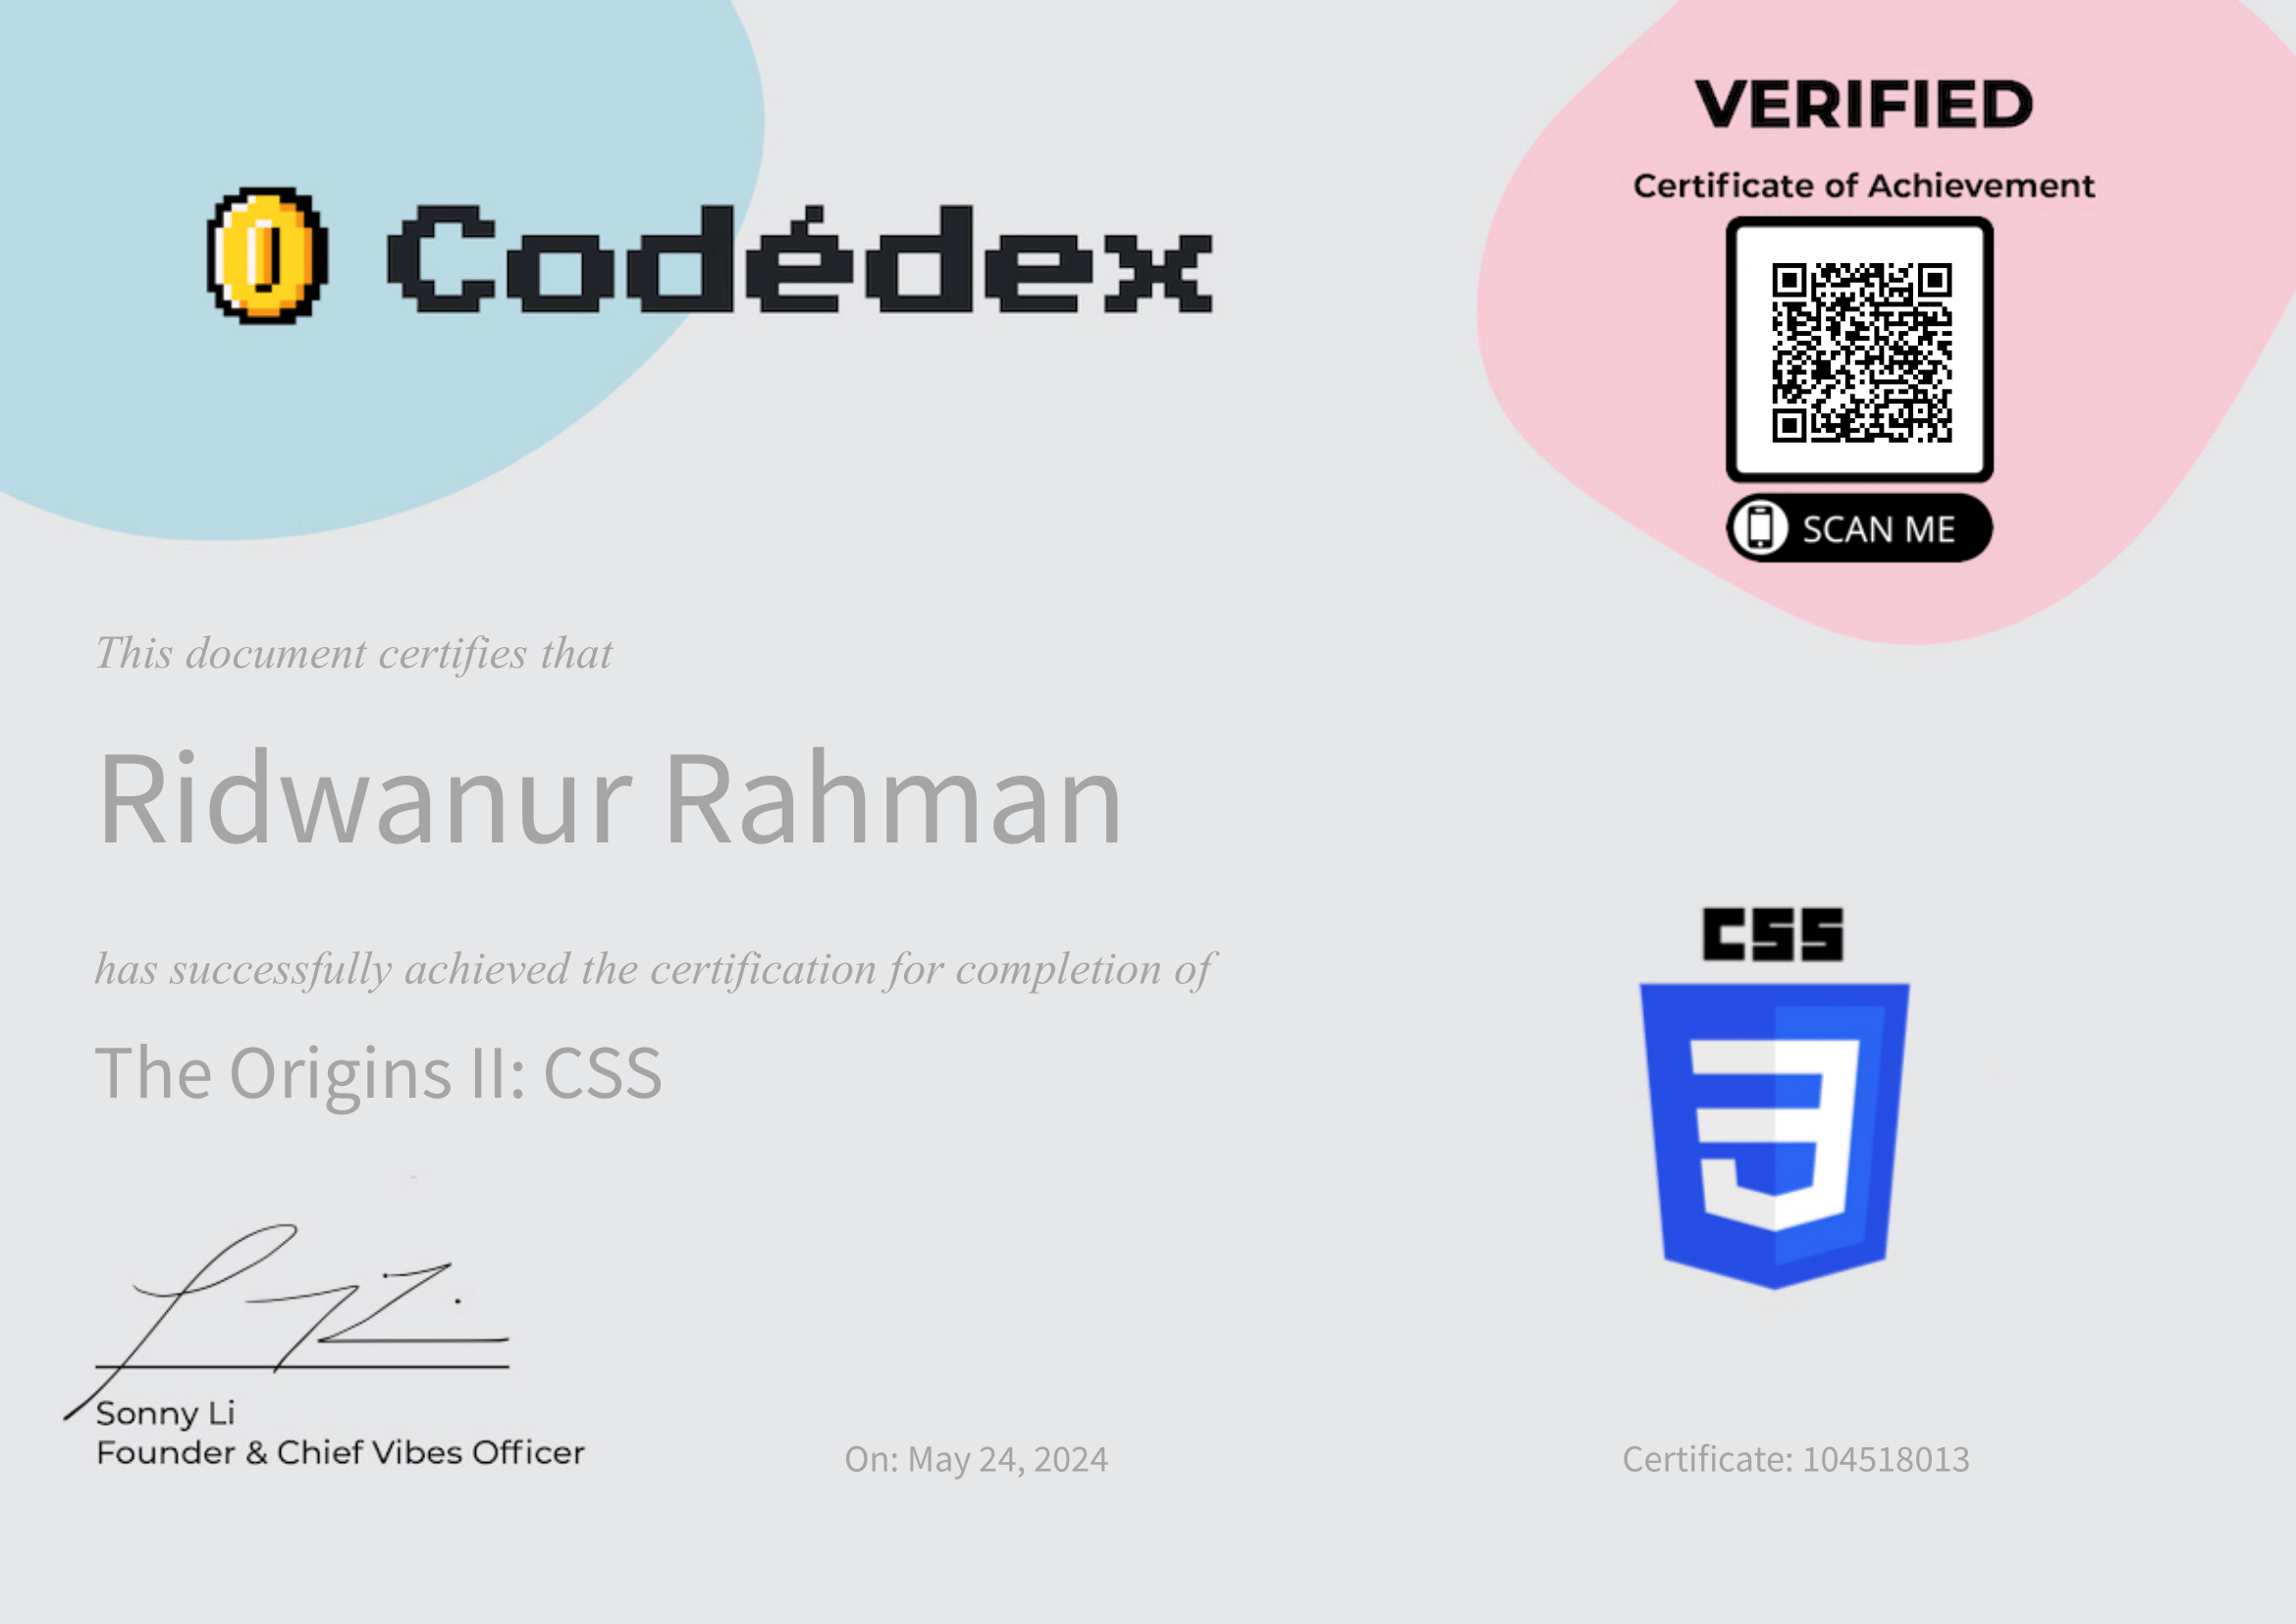 Codédex
VERIFIED
Certificate of Achievement
SCAN ME
This document certifies that
Ridwanur Rahman
has successfully achieved the certification for completion of
The Origins II: CSS
CSS
Sonny Li
Founder & Chief Vibes Officer
On: May 24, 2024
Certificate: 104518013